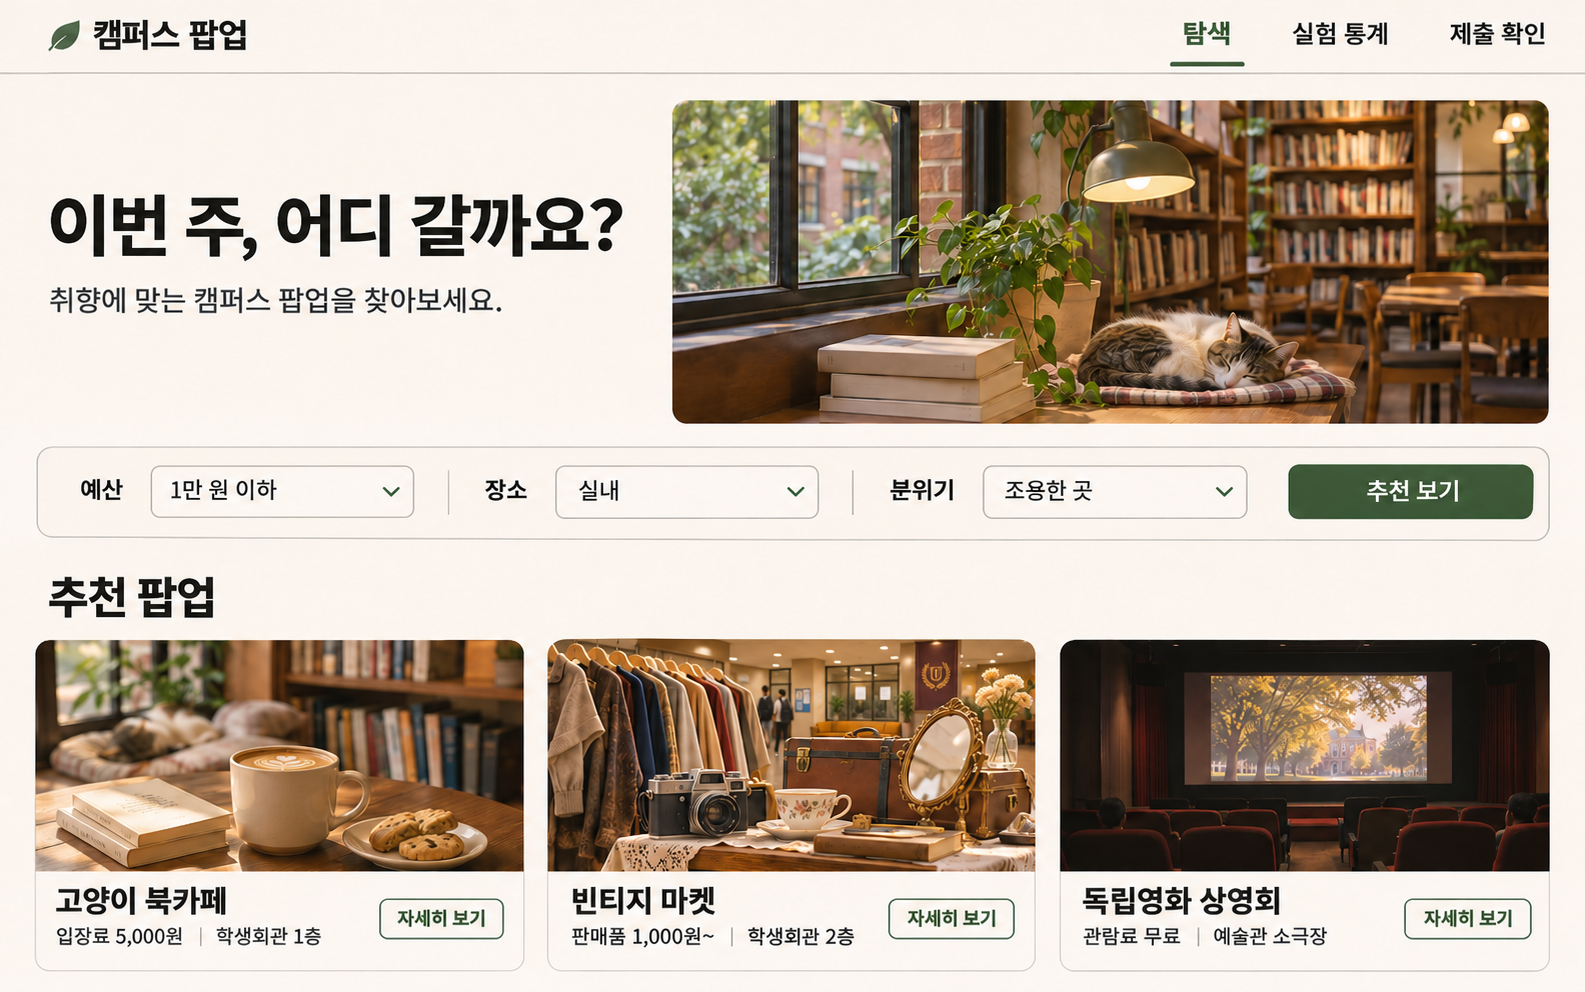 캠퍼스 팝업
탐색
실험 통계
제출 확인
이번 주, 어디 갈까요?
취향에 맞는 캠퍼스 팝업을 찾아보세요.
예산
1만 원 이하
장소
실내
분위기
조용한 곳
추천 보기
추천 팝업
고양이 북카페
입장료 5,000원 | 학생회관 1층
자세히 보기
빈티지 마켓
판매품 1,000원~ | 학생회관 2층
자세히 보기
독립영화 상영회
관람료 무료 | 예술관 소극장
자세히 보기